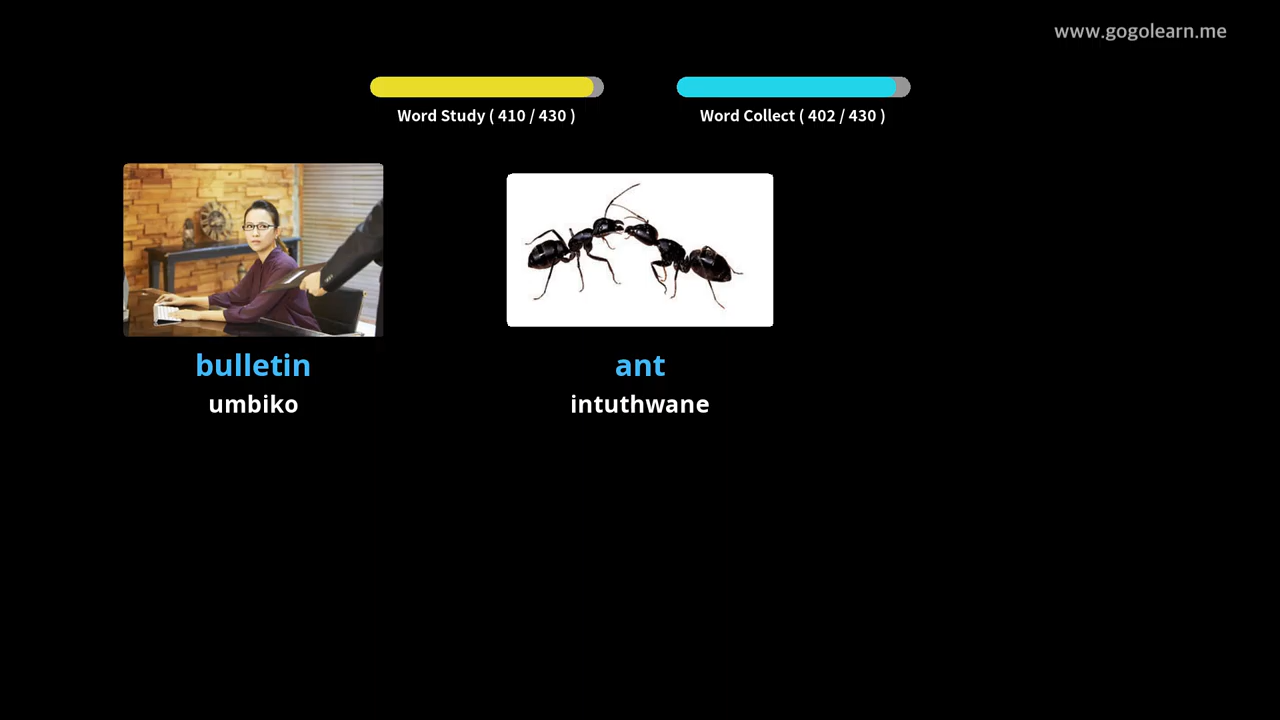 www.gogolearn.me
Word Study ( 410 / 430 )
Word Collect ( 402 / 430 )
bulletin
umbiko
ant
intuthwane